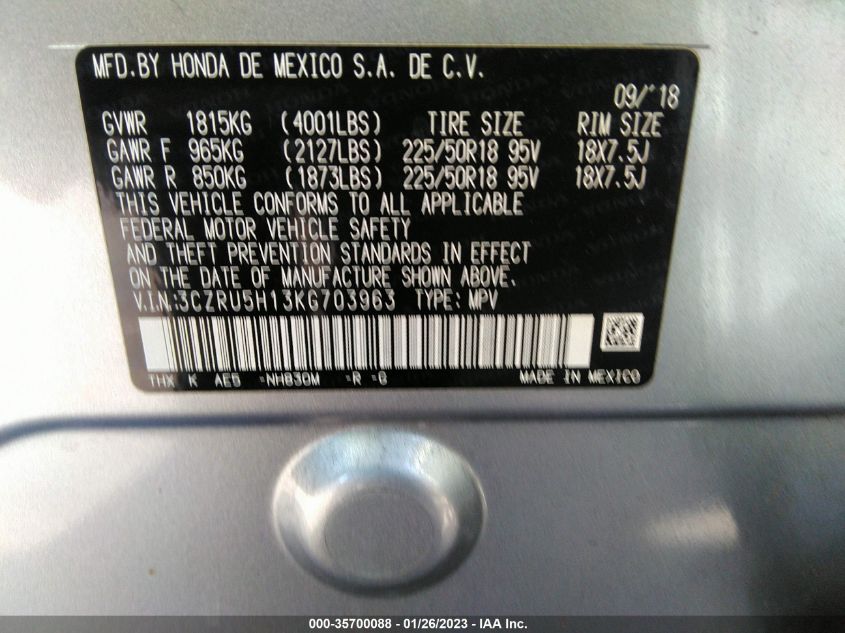 MFD.BY HONDA DE MEXICO S.A. DE C.V.
09/'18
GVWR 1815KG (4001LBS) TIRE SIZE RIM SIZE
GAWR F 965KG (2127LBS) 225/50R18 95V 18X7.5J
GAWR R 850KG (1873LBS) 225/50R18 95V 18X7.5J
THIS VEHICLE CONFORMS TO ALL APPLICABLE
FEDERAL MOTOR VEHICLE SAFETY
AND THEFT PREVENTION STANDARDS IN EFFECT
ON THE DATE OF MANUFACTURE SHOWN ABOVE.
V.I.N:3CZRU5H13KG703963 TYPE: MPV
THX K AE5 *NH830M *R *G MADE IN MEXICO
000-35700088 - 01/26/2023 - IAA Inc.